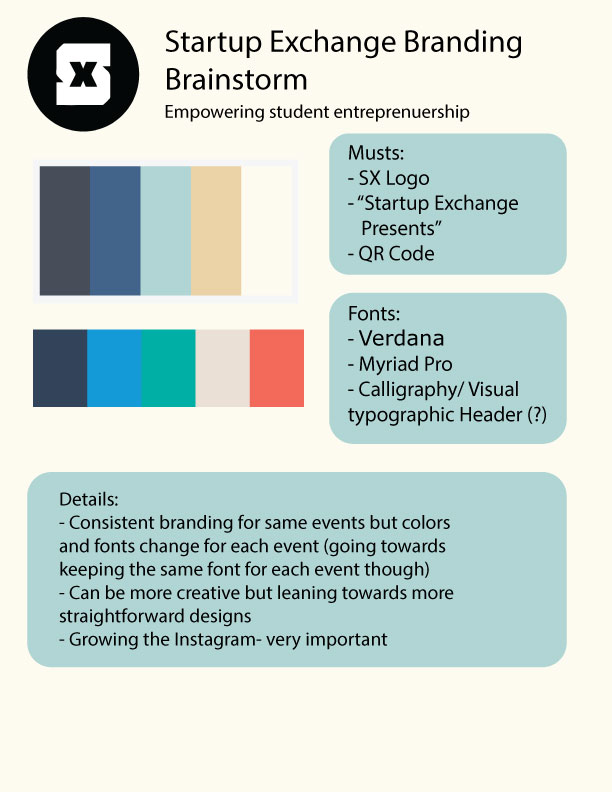 SX
Startup Exchange Branding
Brainstorm
Empowering student entreprenuership
Musts:
- SX Logo
- “Startup Exchange
Presents”
- QR Code
Fonts:
- Verdana
- Myriad Pro
- Calligraphy/ Visual
typographic Header (?)
Details:
- Consistent branding for same events but colors
and fonts change for each event (going towards
keeping the same font for each event though)
- Can be more creative but leaning towards more
straightforward designs
- Growing the Instagram- very important